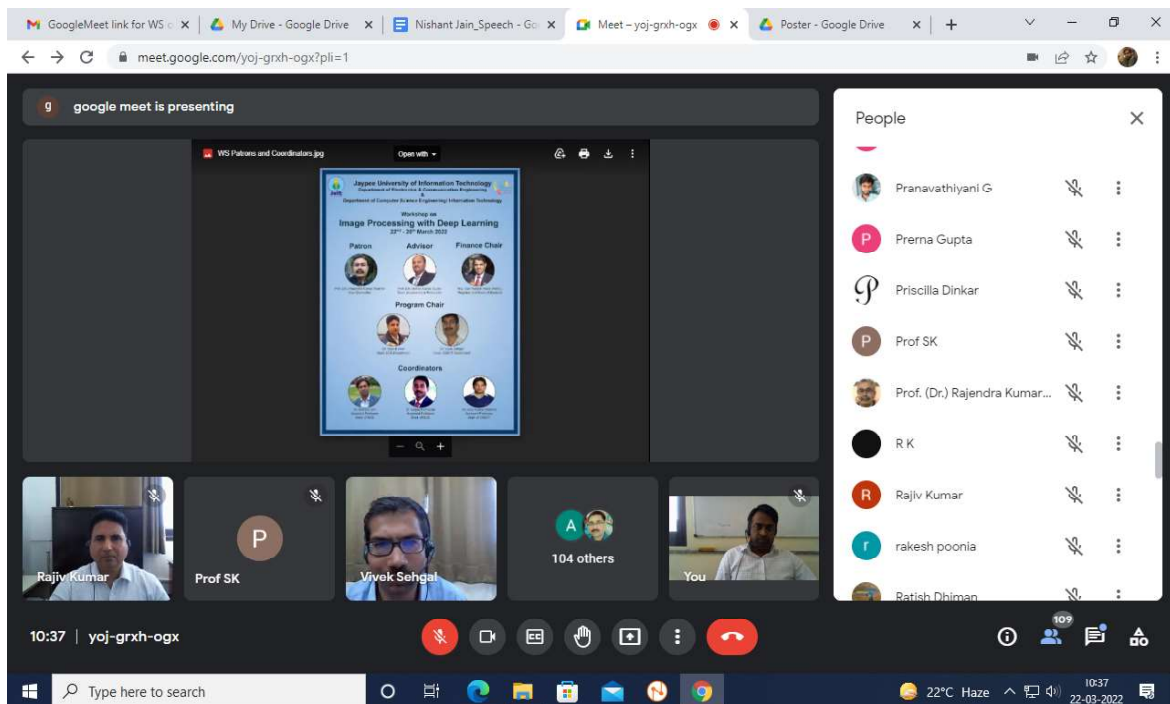 GoogleMeet link for WS o
My Drive - Google Drive
Nishant Jain_Speech - Go
Meet – yoj-grxh-ogx
Poster - Google Drive
meet.google.com/yoj-grxh-ogx?pli=1
g google meet is presenting
WS Patrons and Coordinators.jpg
Open with
Jaypee University of Information Technology
Department of Electronics & Communication Engineering
&
Department of Computer Science Engineering/ Information Technology
Workshop on
Image Processing with Deep Learning
22nd - 26th March 2022
Patron Advisor Finance Chair
Program Chair
Coordinators
Rajiv Kumar
P
Prof SK
Vivek Sehgal
A
104 others
You
People
Pranavathiyani G
P Prerna Gupta
P Priscilla Dinkar
P Prof SK
Prof. (Dr.) Rajendra Kumar...
R K
R Rajiv Kumar
r rakesh poonia
Ratish Dhiman
10:37 | yoj-grxh-ogx
CC
109
Type here to search
22°C Haze
10:37
22-03-2022